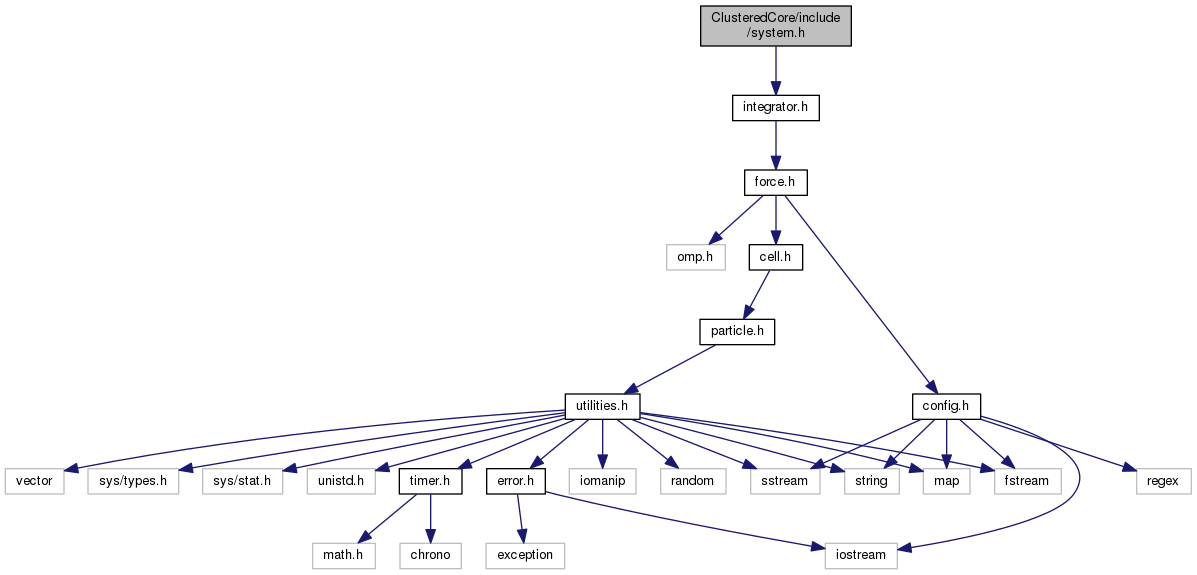 ClusteredCore/include
/system.h
integrator.h
force.h
omp.h
cell.h
particle.h
utilities.h
config.h
vector
sys/types.h
sys/stat.h
unistd.h
timer.h
error.h
iomanip
random
sstream
string
map
fstream
regex
math.h
chrono
exception
iostream